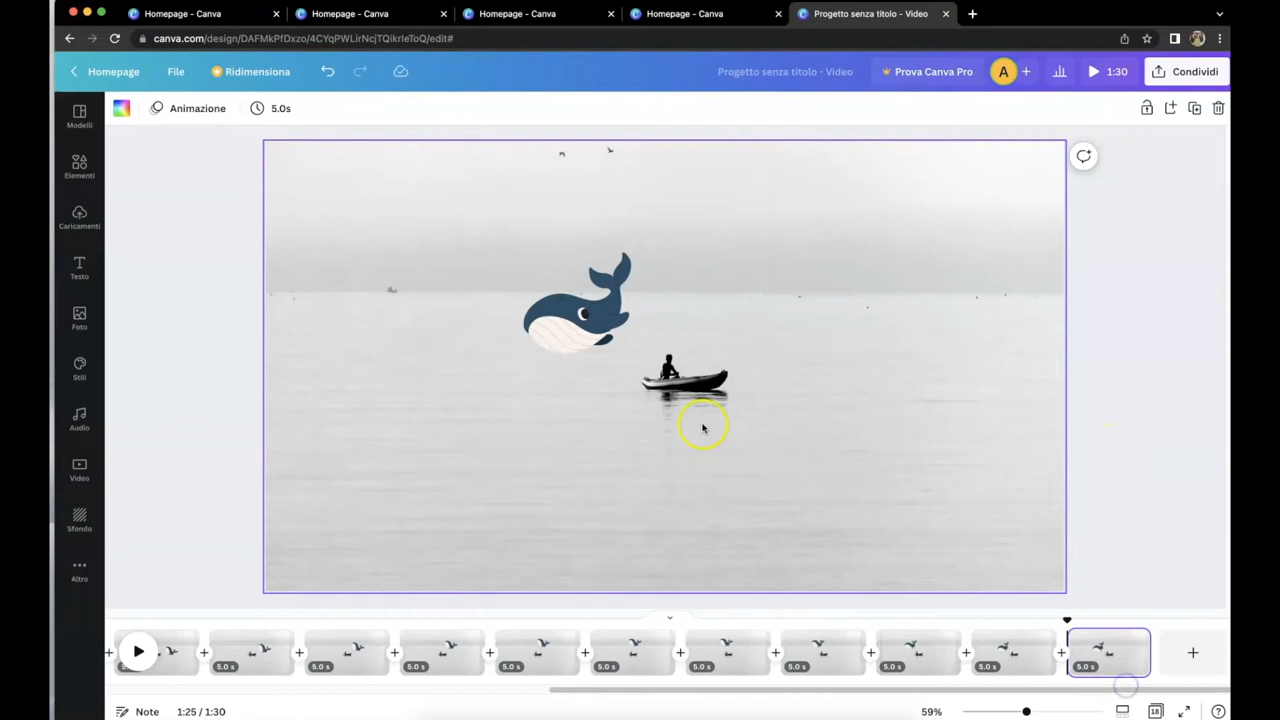 Homepage - Canva
Homepage - Canva
Homepage - Canva
Homepage - Canva
Progetto senza titolo - Video
canva.com/design/DAFMkPfDxzo/4CYqPWLirNcjTQikrIeToQ/edit#
Homepage
File
Ridimensiona
Progetto senza titolo - Video
Prova Canva Pro
A
1:30
Condividi
Animazione
5.0s
Modelli
Elementi
Caricamenti
Testo
Foto
Stili
Audio
Video
Sfondo
Altro
5.0 s
5.0 s
5.0 s
5.0 s
5.0 s
5.0 s
5.0 s
5.0 s
5.0 s
5.0 s
Note
1:25 / 1:30
59%
18